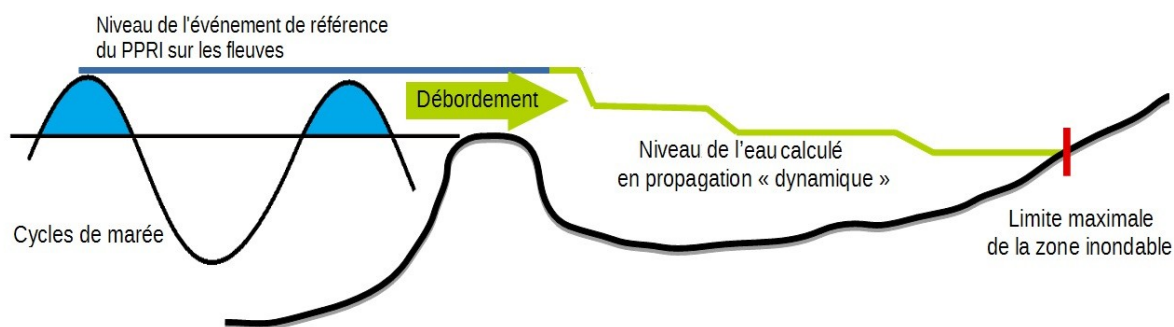 Niveau de l'événement de référence
du PPRI sur les fleuves
Débordement
Niveau de l'eau calculé
en propagation « dynamique »
Cycles de marée
Limite maximale
de la zone inondable